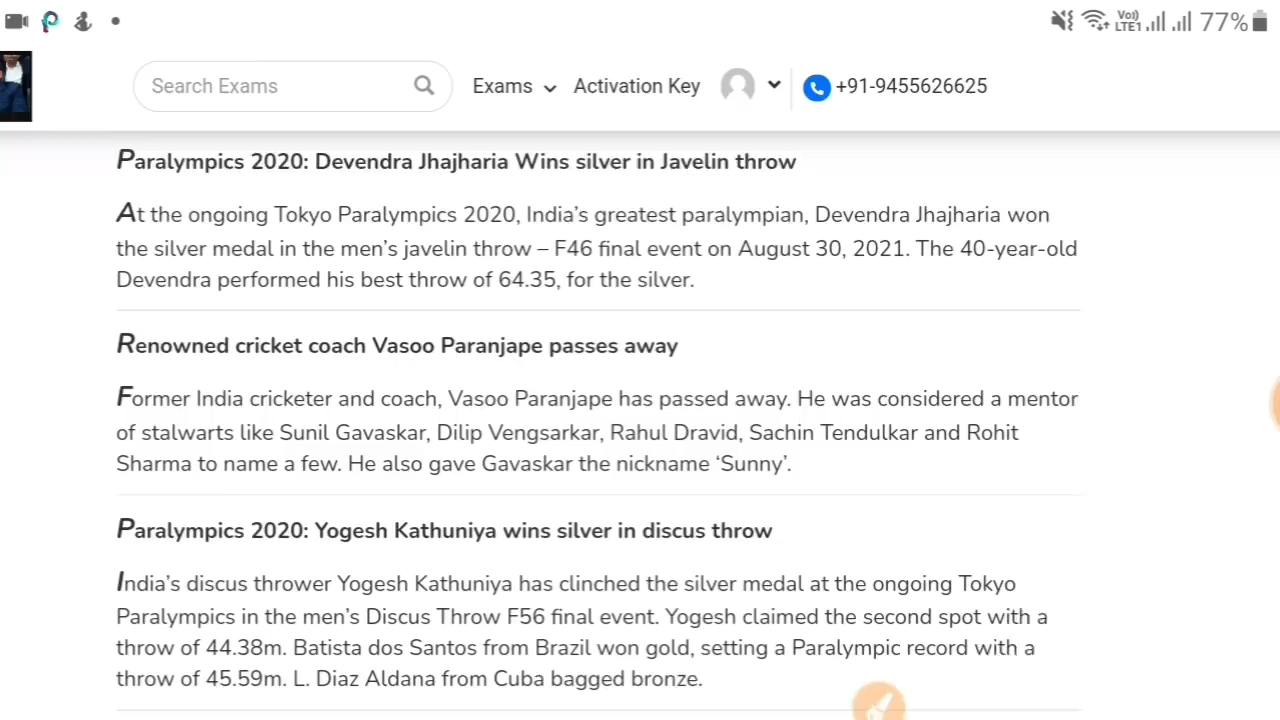 Vo)) LTE1 77%
Search Exams Exams Activation Key +91-9455626625
Paralympics 2020: Devendra Jhajharia Wins silver in Javelin throw
At the ongoing Tokyo Paralympics 2020, India’s greatest paralympian, Devendra Jhajharia won
the silver medal in the men’s javelin throw – F46 final event on August 30, 2021. The 40-year-old
Devendra performed his best throw of 64.35, for the silver.
Renowned cricket coach Vasoo Paranjape passes away
Former India cricketer and coach, Vasoo Paranjape has passed away. He was considered a mentor
of stalwarts like Sunil Gavaskar, Dilip Vengsarkar, Rahul Dravid, Sachin Tendulkar and Rohit
Sharma to name a few. He also gave Gavaskar the nickname ‘Sunny’.
Paralympics 2020: Yogesh Kathuniya wins silver in discus throw
India’s discus thrower Yogesh Kathuniya has clinched the silver medal at the ongoing Tokyo
Paralympics in the men’s Discus Throw F56 final event. Yogesh claimed the second spot with a
throw of 44.38m. Batista dos Santos from Brazil won gold, setting a Paralympic record with a
throw of 45.59m. L. Diaz Aldana from Cuba bagged bronze.